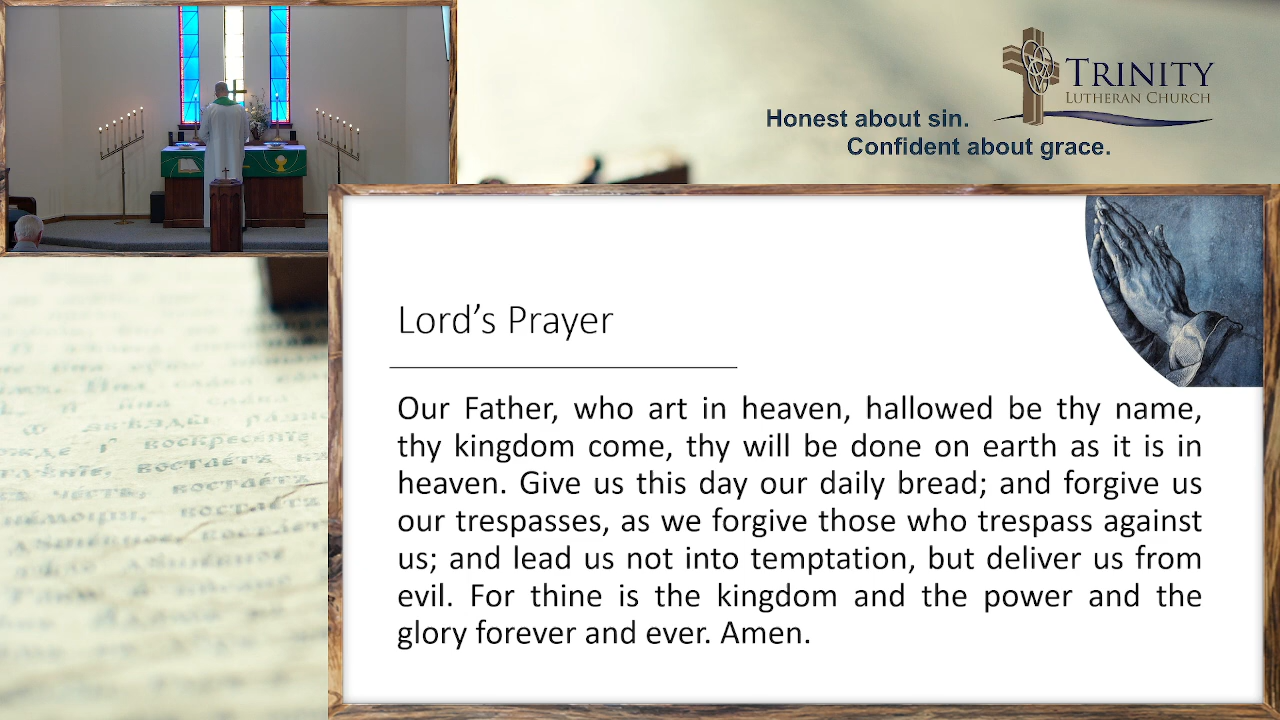 TRINITY
LUTHERAN CHURCH
Honest about sin.
Confident about grace.
Lord's Prayer
Our Father, who art in heaven, hallowed be thy name,
thy kingdom come, thy will be done on earth as it is in
heaven. Give us this day our daily bread; and forgive us
our trespasses, as we forgive those who trespass against
us; and lead us not into temptation, but deliver us from
evil. For thine is the kingdom and the power and the
glory forever and ever. Amen.